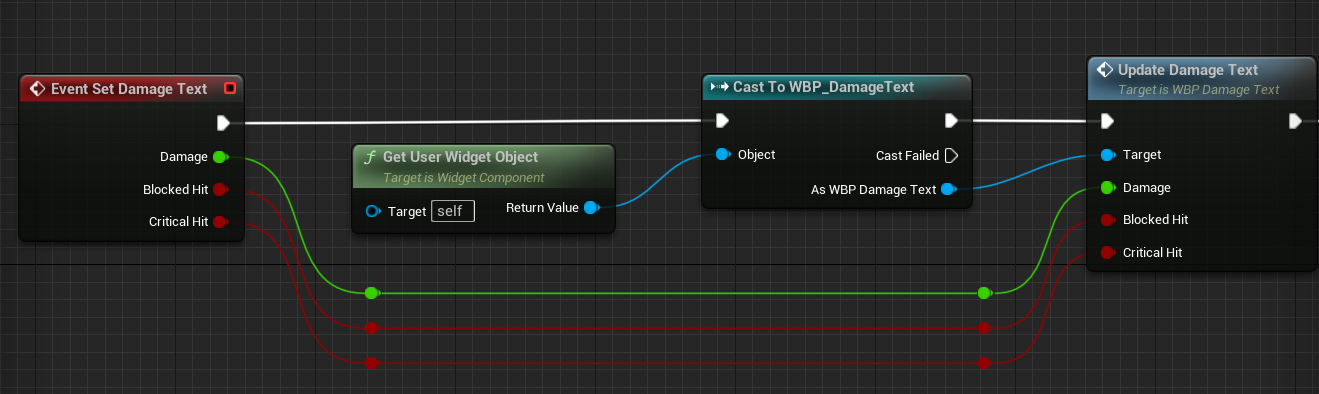 Event Set Damage Text
Damage
Blocked Hit
Critical Hit
f Get User Widget Object
Target is Widget Component
Target self
Return Value
Cast To WBP_DamageText
Object
Cast Failed
As WBP Damage Text
Update Damage Text
Target is WBP Damage Text
Target
Damage
Blocked Hit
Critical Hit